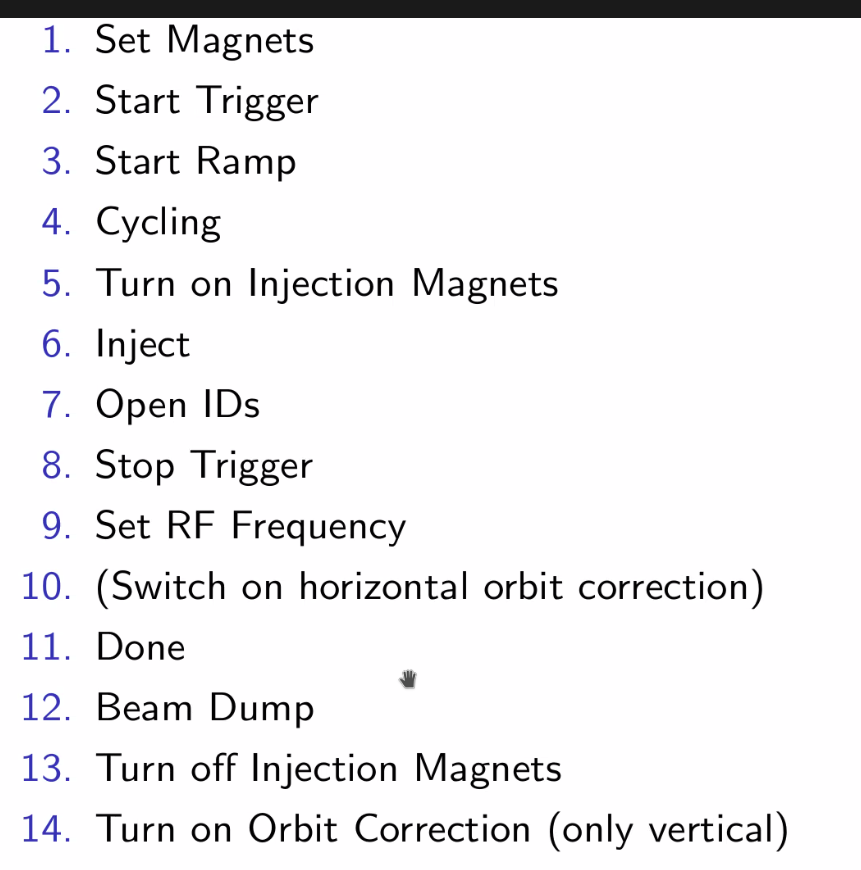 1. Set Magnets
2. Start Trigger
3. Start Ramp
4. Cycling
5. Turn on Injection Magnets
6. Inject
7. Open IDs
8. Stop Trigger
9. Set RF Frequency
10. (Switch on horizontal orbit correction)
11. Done
12. Beam Dump
13. Turn off Injection Magnets
14. Turn on Orbit Correction (only vertical)